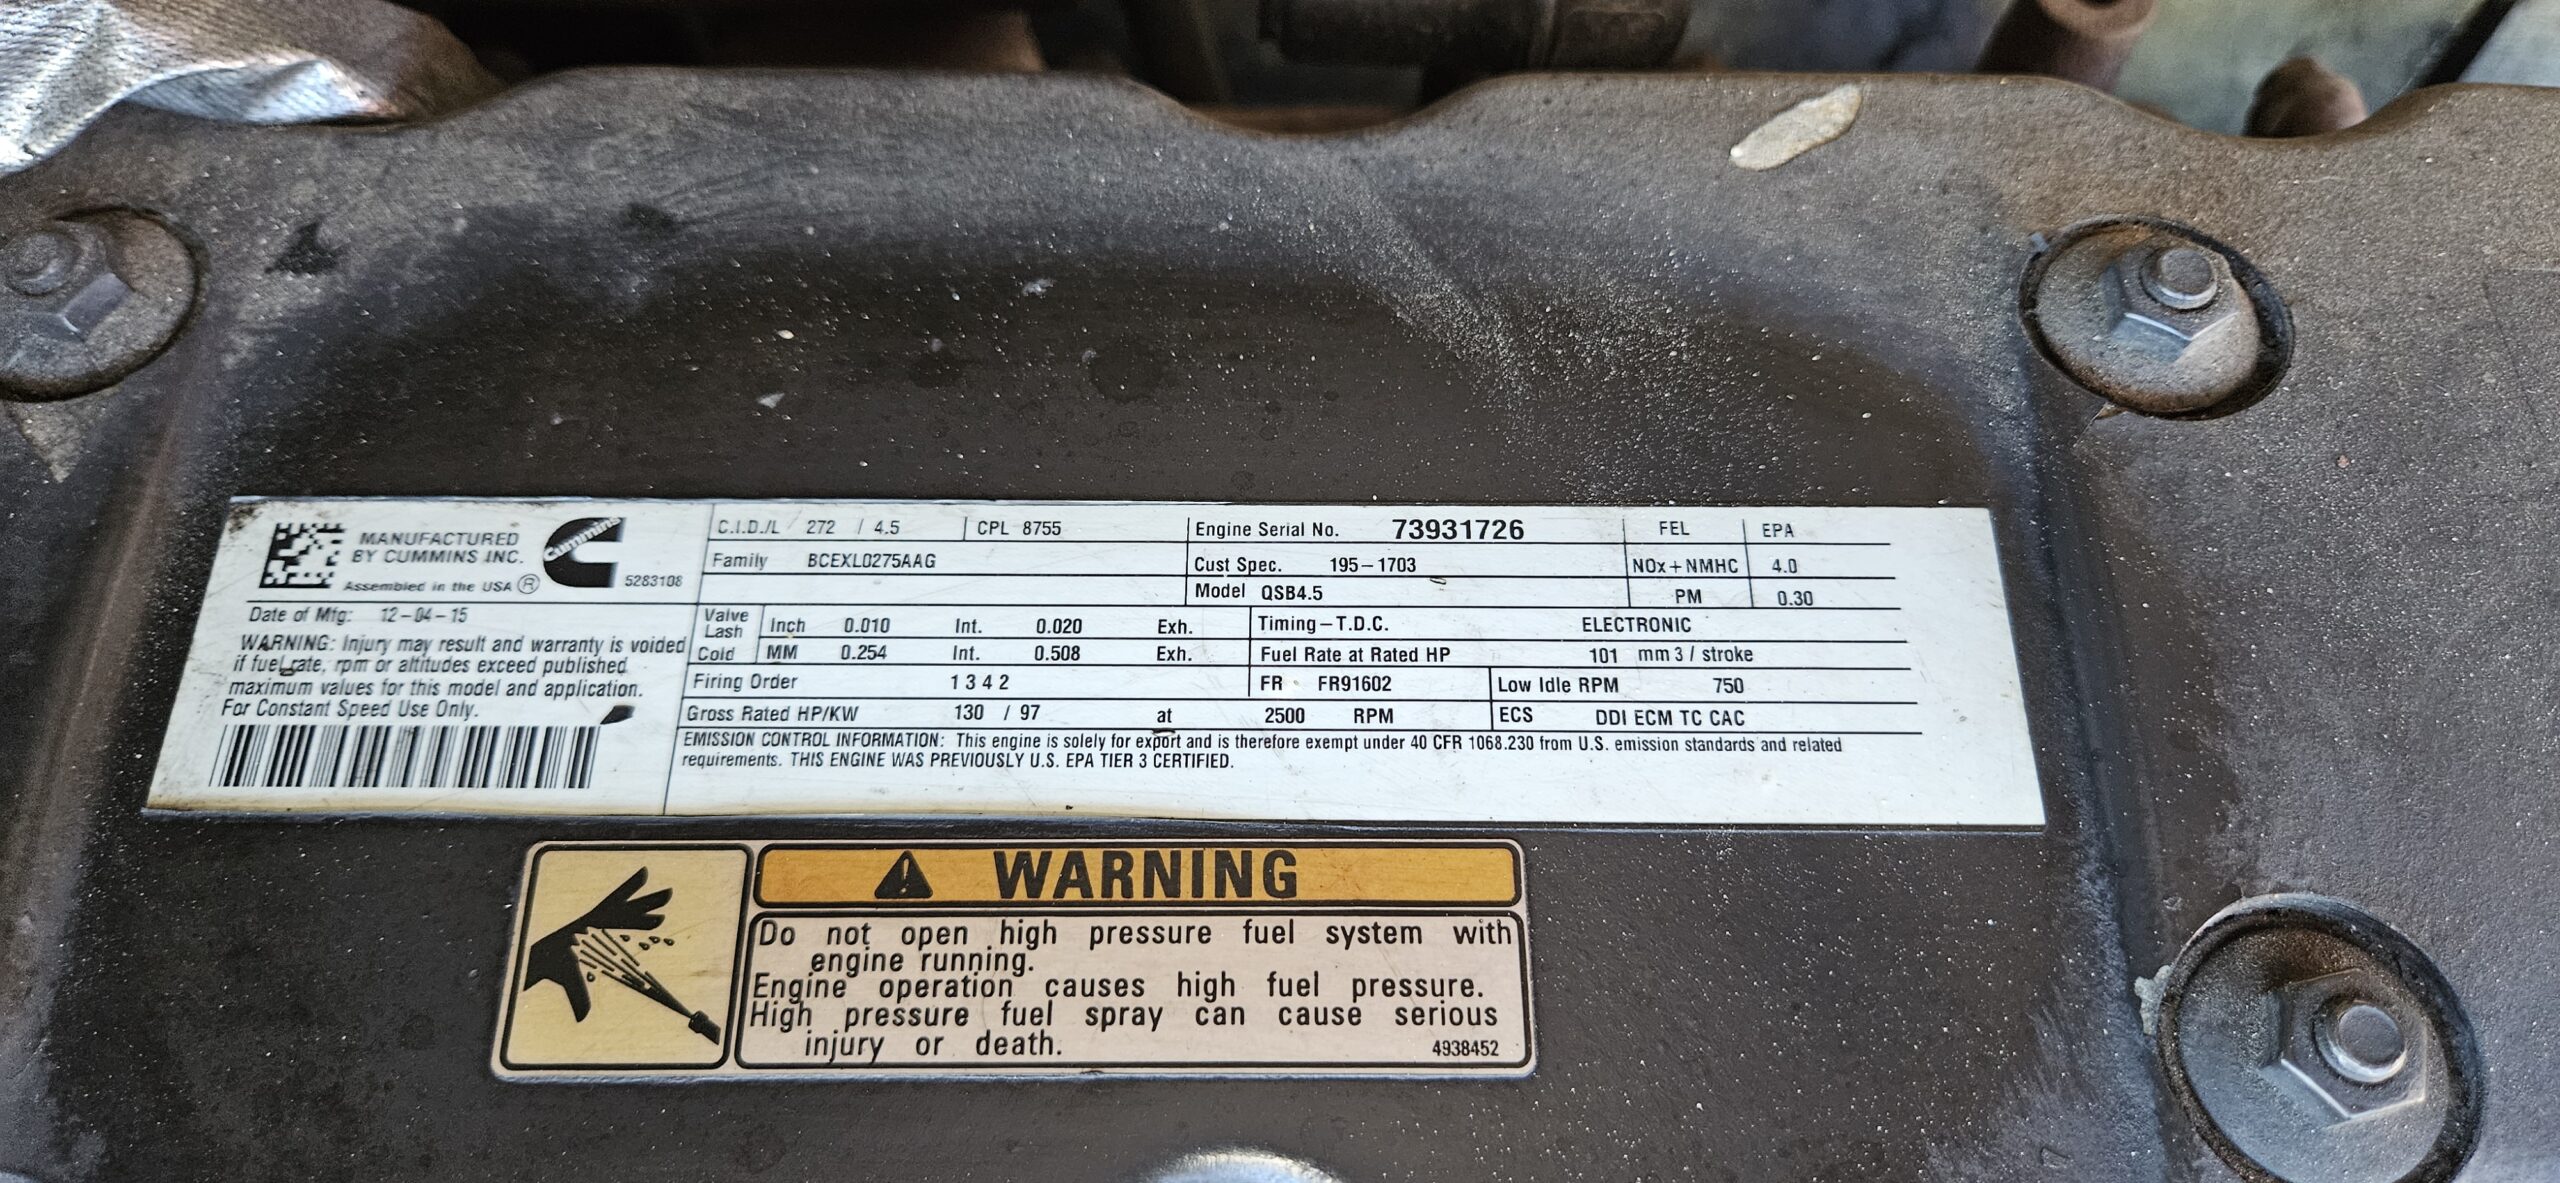 MANUFACTURED
BY CUMMINS INC.
Assembled in the USA ®
Cummins
5283108
Date of Mfg: 12-04-15
WARNING: Injury may result and warranty is voided
if fuel rate, rpm or altitudes exceed published
maximum values for this model and application.
For Constant Speed Use Only.
C.I.D./L 272 / 4.5 CPL 8755 Engine Serial No. 73931726 FEL EPA
Family BCEXL0275AAG Cust Spec. 195-1703 NOx+NMHC 4.0
Model QSB4.5 PM 0.30
Valve Lash Cold Inch 0.010 Int. 0.020 Exh. Timing-T.D.C. ELECTRONIC
MM 0.254 Int. 0.508 Exh. Fuel Rate at Rated HP 101 mm3 / stroke
Firing Order 1 3 4 2 FR FR91602 Low Idle RPM 750
Gross Rated HP/KW 130 / 97 at 2500 RPM ECS DDI ECM TC CAC
EMISSION CONTROL INFORMATION: This engine is solely for export and is therefore exempt under 40 CFR 1068.230 from U.S. emission standards and related
requirements. THIS ENGINE WAS PREVIOUSLY U.S. EPA TIER 3 CERTIFIED.
WARNING
Do not open high pressure fuel system with
engine running.
Engine operation causes high fuel pressure.
High pressure fuel spray can cause serious
injury or death.
4938452